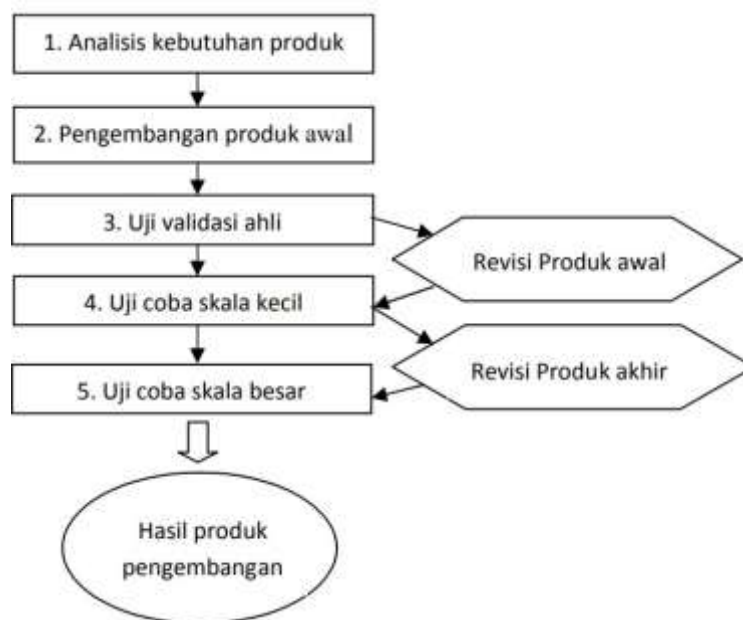 1. Analisis kebutuhan produk
2. Pengembangan produk awal
3. Uji validasi ahli
Revisi Produk awal
4. Uji coba skala kecil
Revisi Produk akhir
5. Uji coba skala besar
Hasil produk
pengembangan